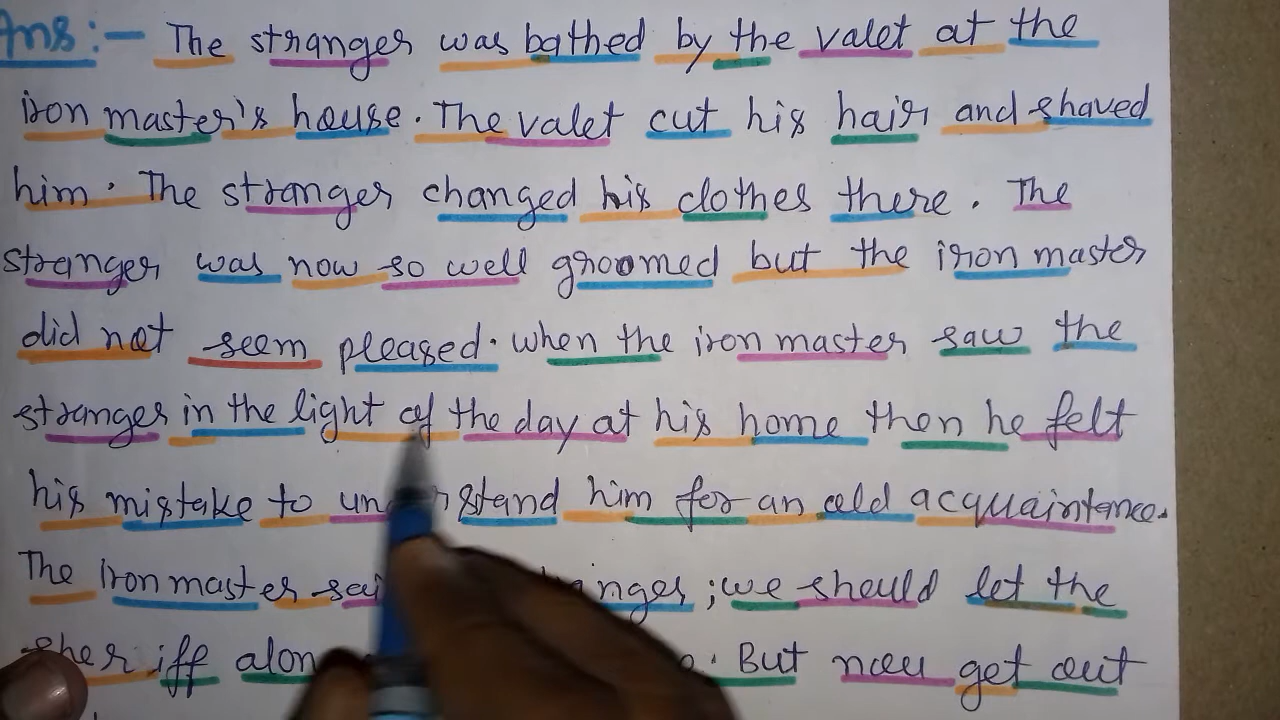 Ans:- The stranger was bathed by the valet at the
iron master's house. The valet cut his hair and shaved
him. The stranger changed his clothes there. The
stranger was now so well groomed but the iron master
did not seem pleased. when the iron master saw the
stranger in the light of the day at his home then he felt
his mistake to understand him for an old acquaintance.
The iron master ; we should let the
sheriff. But now get out